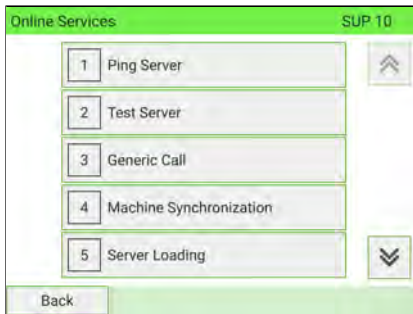 Online Services SUP 10
1 Ping Server
2 Test Server
3 Generic Call
4 Machine Synchronization
5 Server Loading
Back